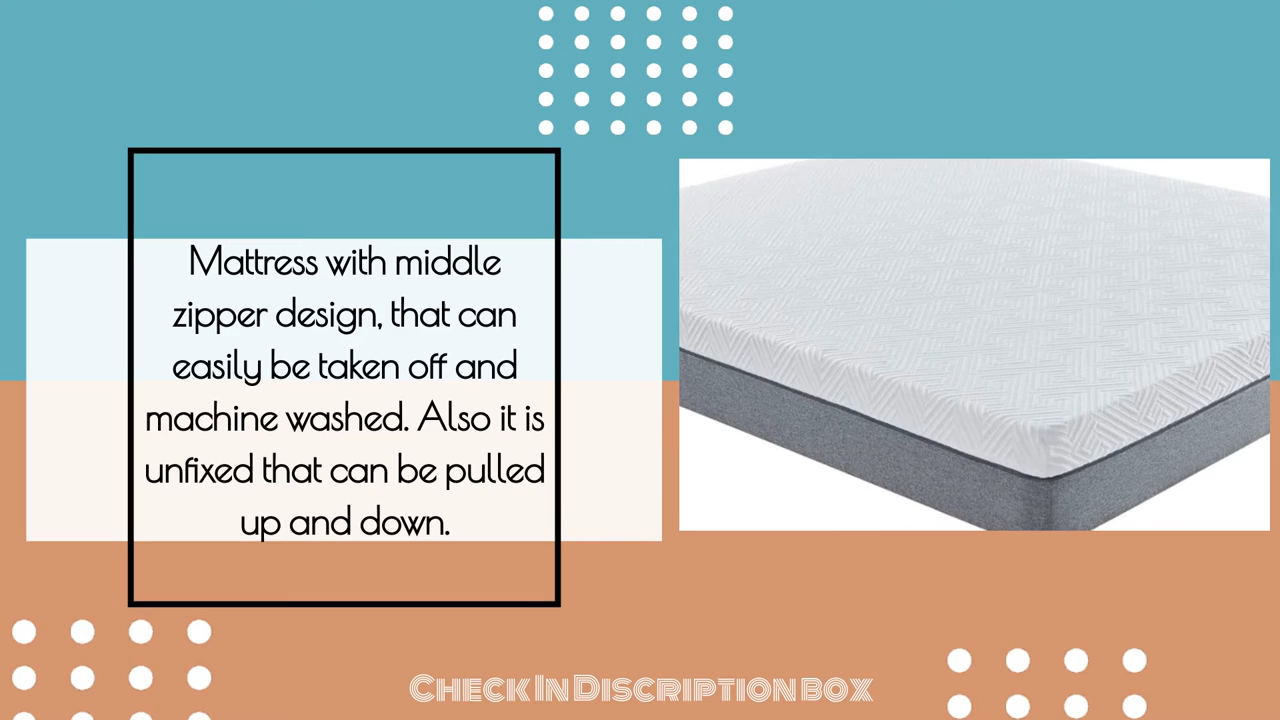 Mattress with middle
zipper design, that can
easily be taken off and
machine washed. Also it is
unfixed that can be pulled
up and down.
Check In Discription box